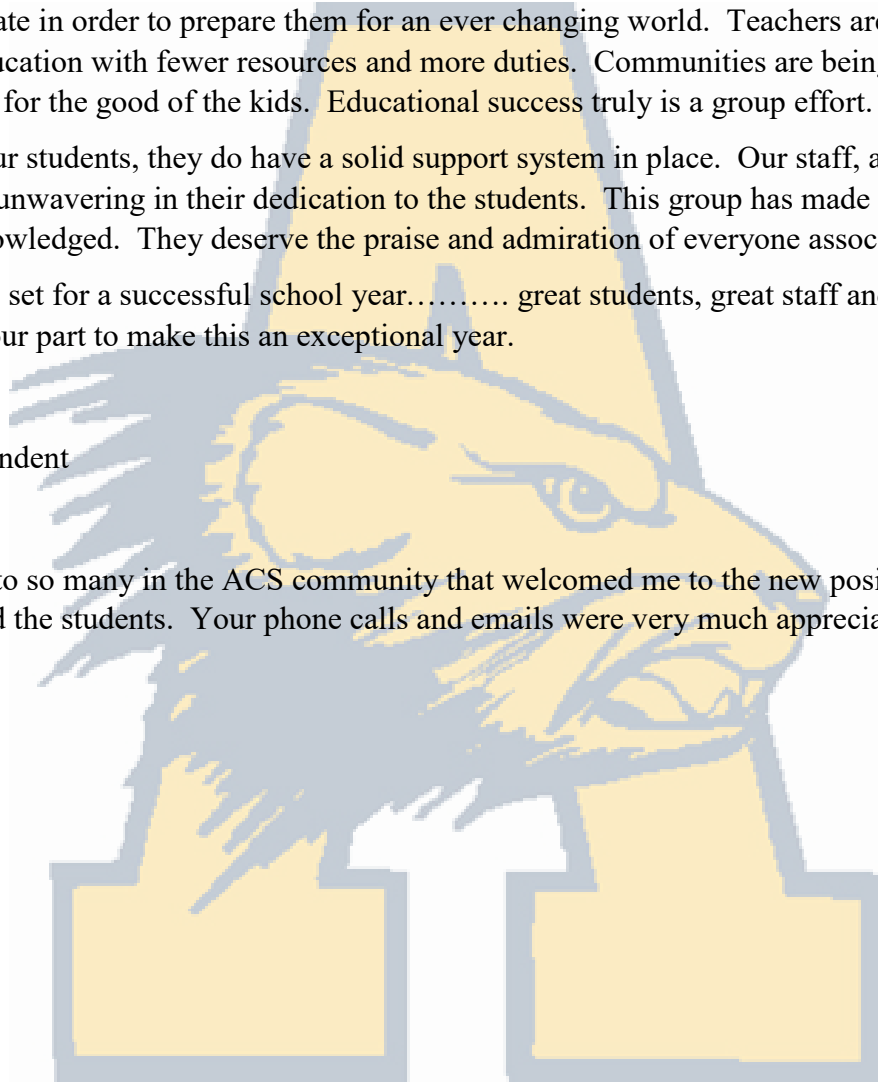 ate in order to prepare them for an ever changing world.  Teachers are
ucation with fewer resources and more duties.  Communities are being
for the good of the kids.  Educational success truly is a group effort.
ur students, they do have a solid support system in place.  Our staff, a
unwavering in their dedication to the students.  This group has made
owledged.  They deserve the praise and admiration of everyone assoc
set for a successful school year………. great students, great staff and
our part to make this an exceptional year.
ndent
to so many in the ACS community that welcomed me to the new posi
d the students.  Your phone calls and emails were very much apprecia